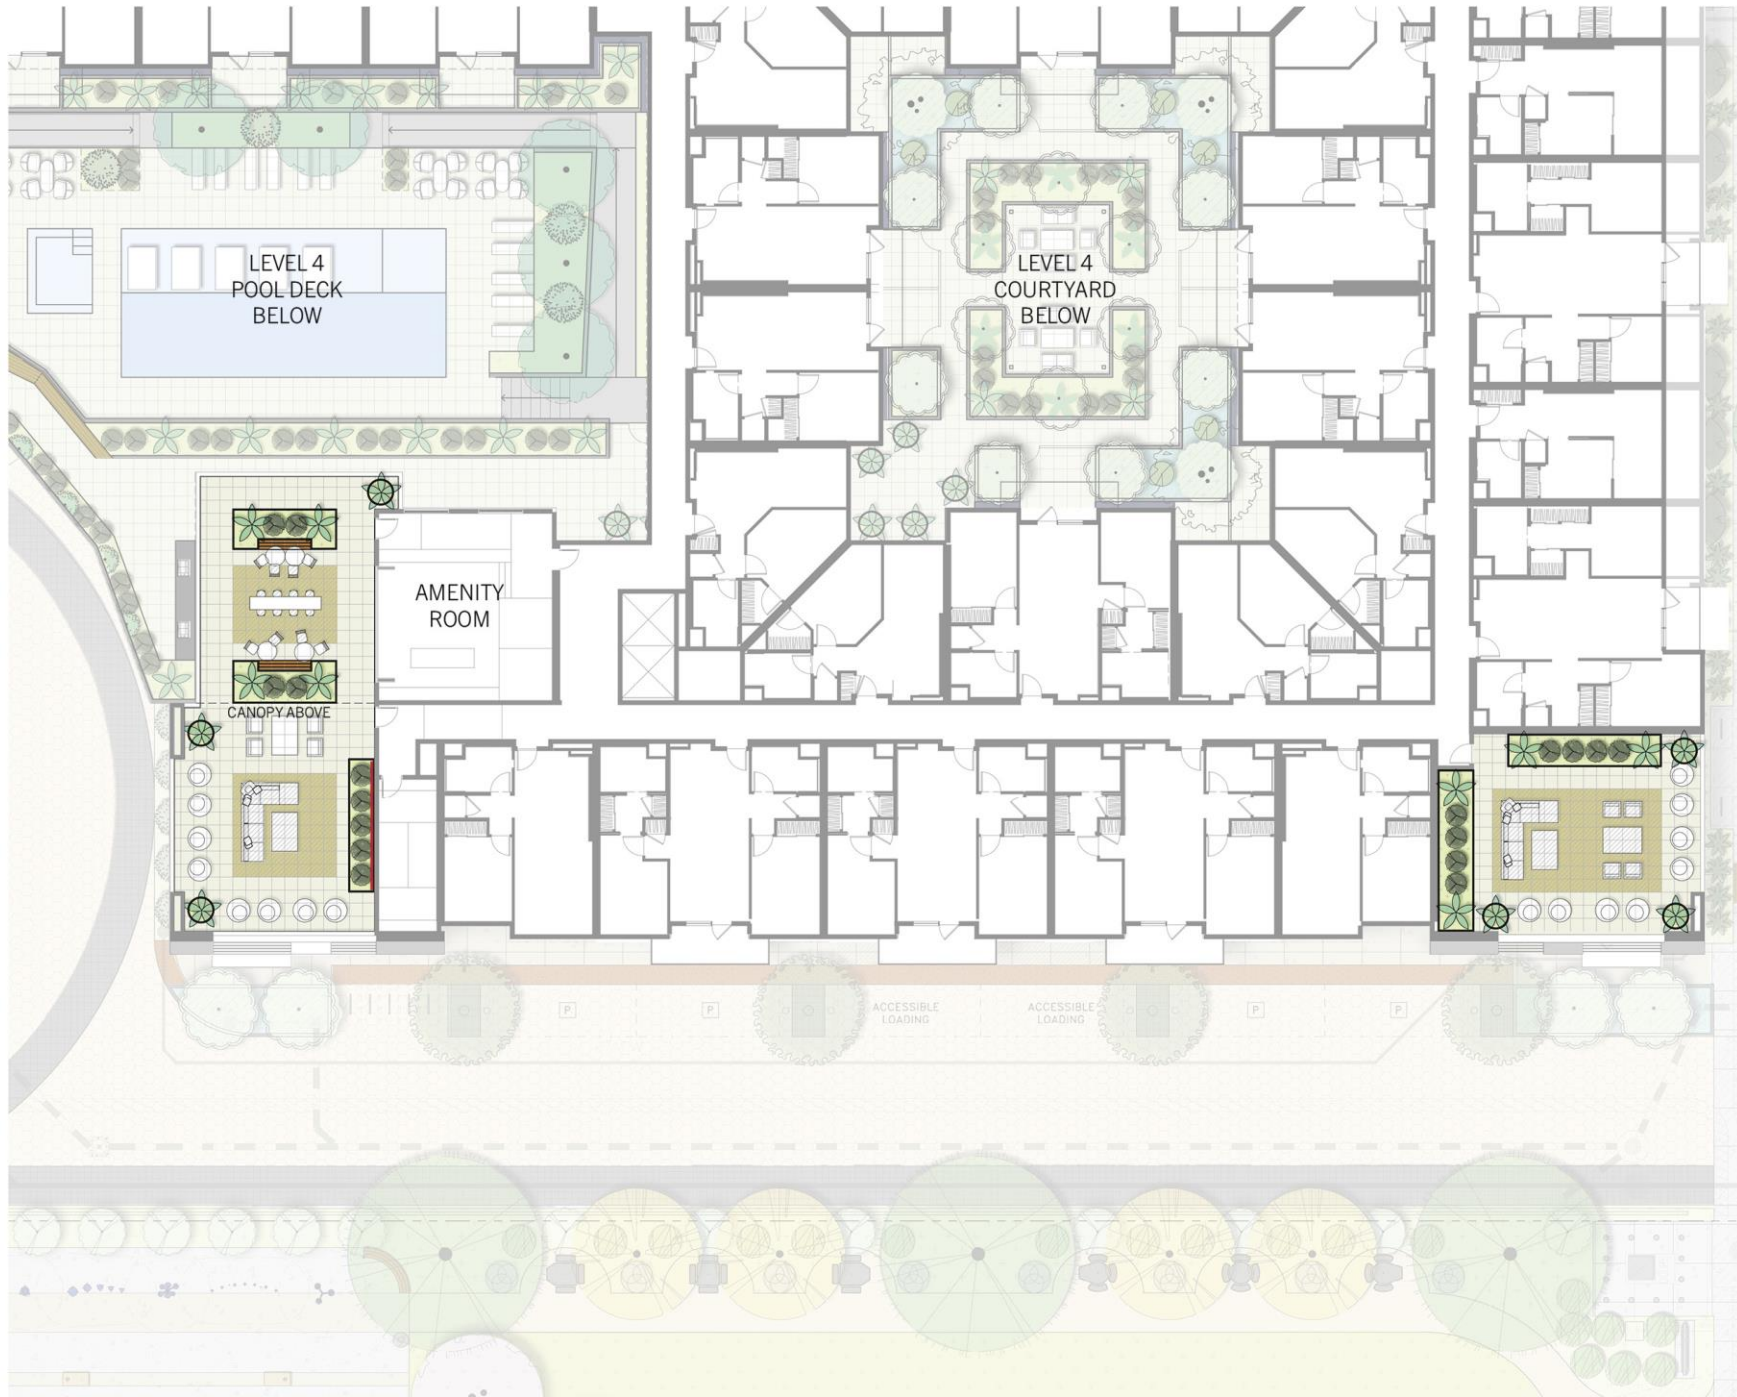 LEVEL 4
POOL DECK
BELOW
LEVEL 4
COURTYARD
BELOW
AMENITY
ROOM
CANOPY ABOVE
P
P
ACCESSIBLE
LOADING
ACCESSIBLE
LOADING
P
P